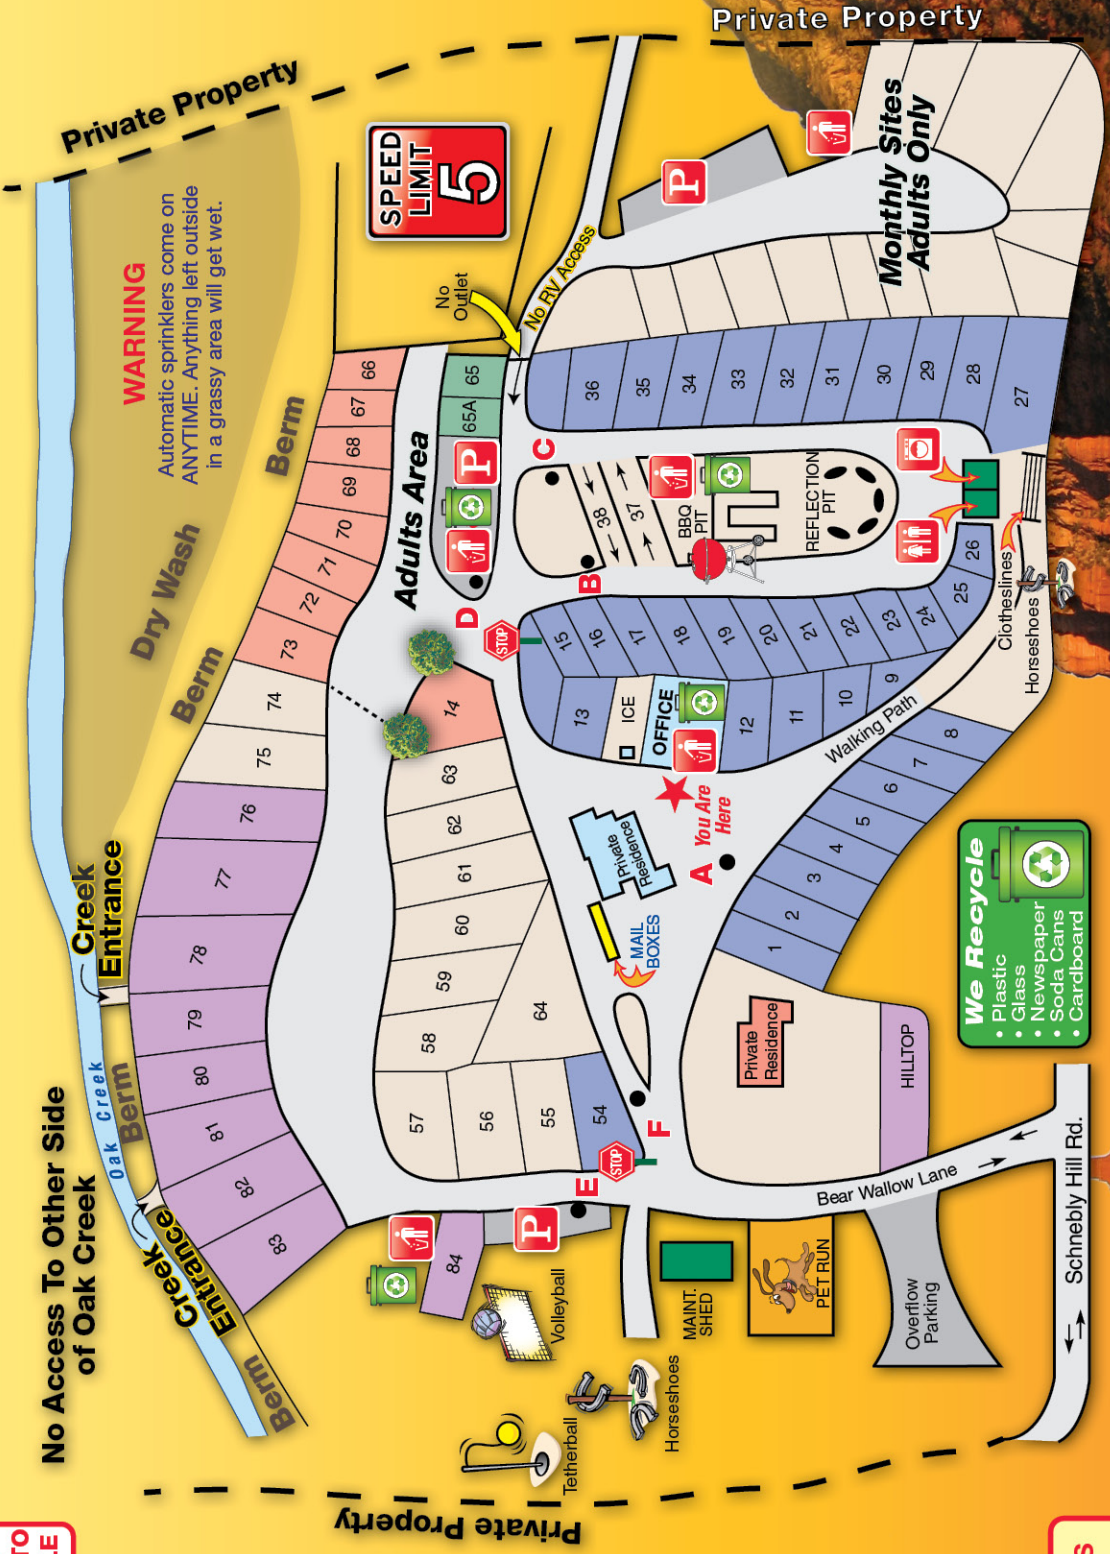 Private Property
Private Property
No Access To Other Side
of Oak Creek
WARNING
Automatic sprinklers come on
ANYTIME. Anything left outside
in a grassy area will get wet.
SPEED
LIMIT
5
Oak Creek
Creek
Entrance
Creek
Entrance
Berm
Berm
Berm
Berm
Dry Wash
No
Outlet
No RV Access
P
Monthly Sites
Adults Only
Adults Area
66
67
68
69
70
71
72
73
74
75
76
77
78
79
80
81
82
83
84
65
65A
P
D
STOP
C
B
38
37
BBQ
PIT
REFLECTION
PIT
36
35
34
33
32
31
30
29
28
27
26
25
24
23
22
21
20
19
18
17
16
15
14
13
ICE
OFFICE
12
11
10
9
Walking Path
Clotheslines
Horseshoes
63
62
61
60
59
58
57
56
55
54
64
Private
Residence
You Are
Here
A
MAIL
BOXES
8
7
6
5
4
3
2
1
Private
Residence
HILLTOP
F
STOP
E
P
Bear Wallow Lane
Schnebly Hill Rd.
Volleyball
Tetherball
Horseshoes
MAINT.
SHED
PET RUN
Overflow
Parking
We Recycle
• Plastic
• Glass
• Newspaper
• Soda Cans
• Cardboard
Private Property
TO
LE
S